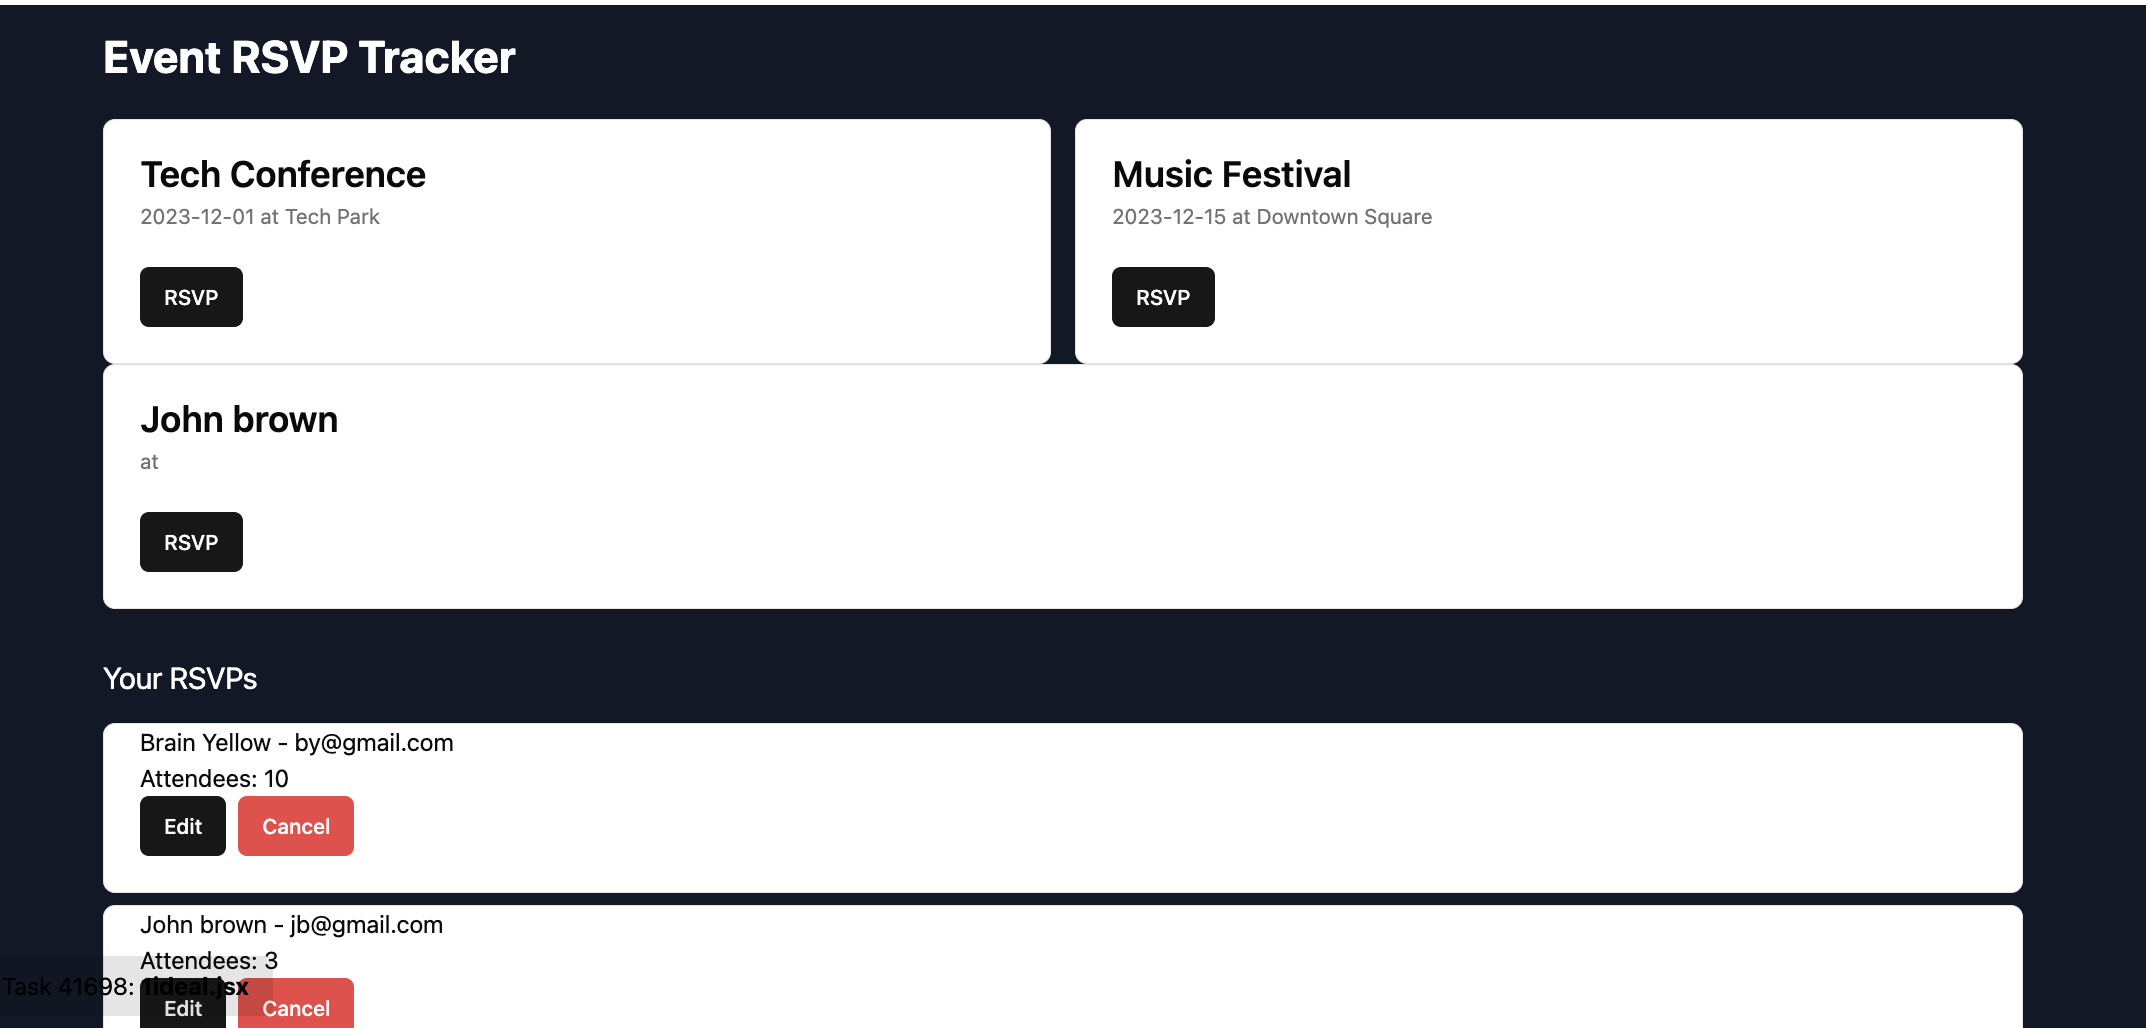 Event RSVP Tracker
Tech Conference
2023-12-01 at Tech Park
RSVP
Music Festival
2023-12-15 at Downtown Square
RSVP
John brown
at
RSVP
Your RSVPs
Brain Yellow - by@gmail.com
Attendees: 10
Edit Cancel
John brown - jb@gmail.com
Attendees: 3
Task 41698: 1ideal.jsx
Edit Cancel